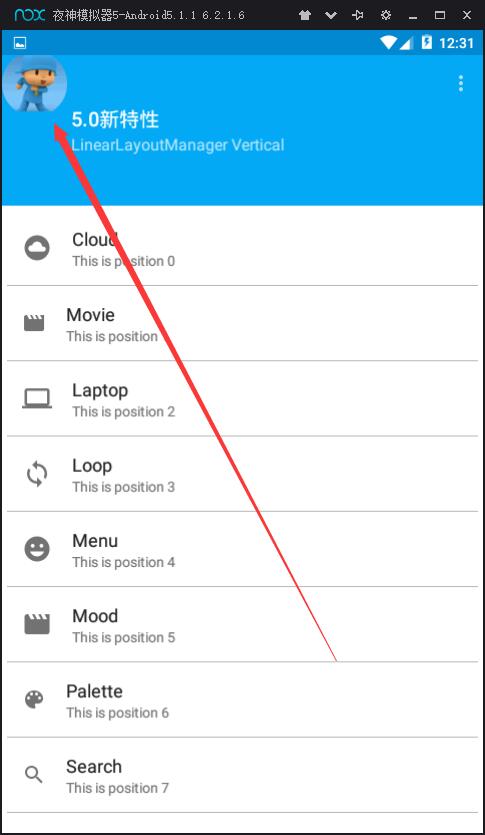 nox 夜神模拟器5-Android5.1.1 6.2.1.6
12:31
5.0新特性
LinearLayoutManager Vertical
Cloud
This is position 0
Movie
This is position
Laptop
This is position 2
Loop
This is position 3
Menu
This is position 4
Mood
This is position 5
Palette
This is position 6
Search
This is position 7